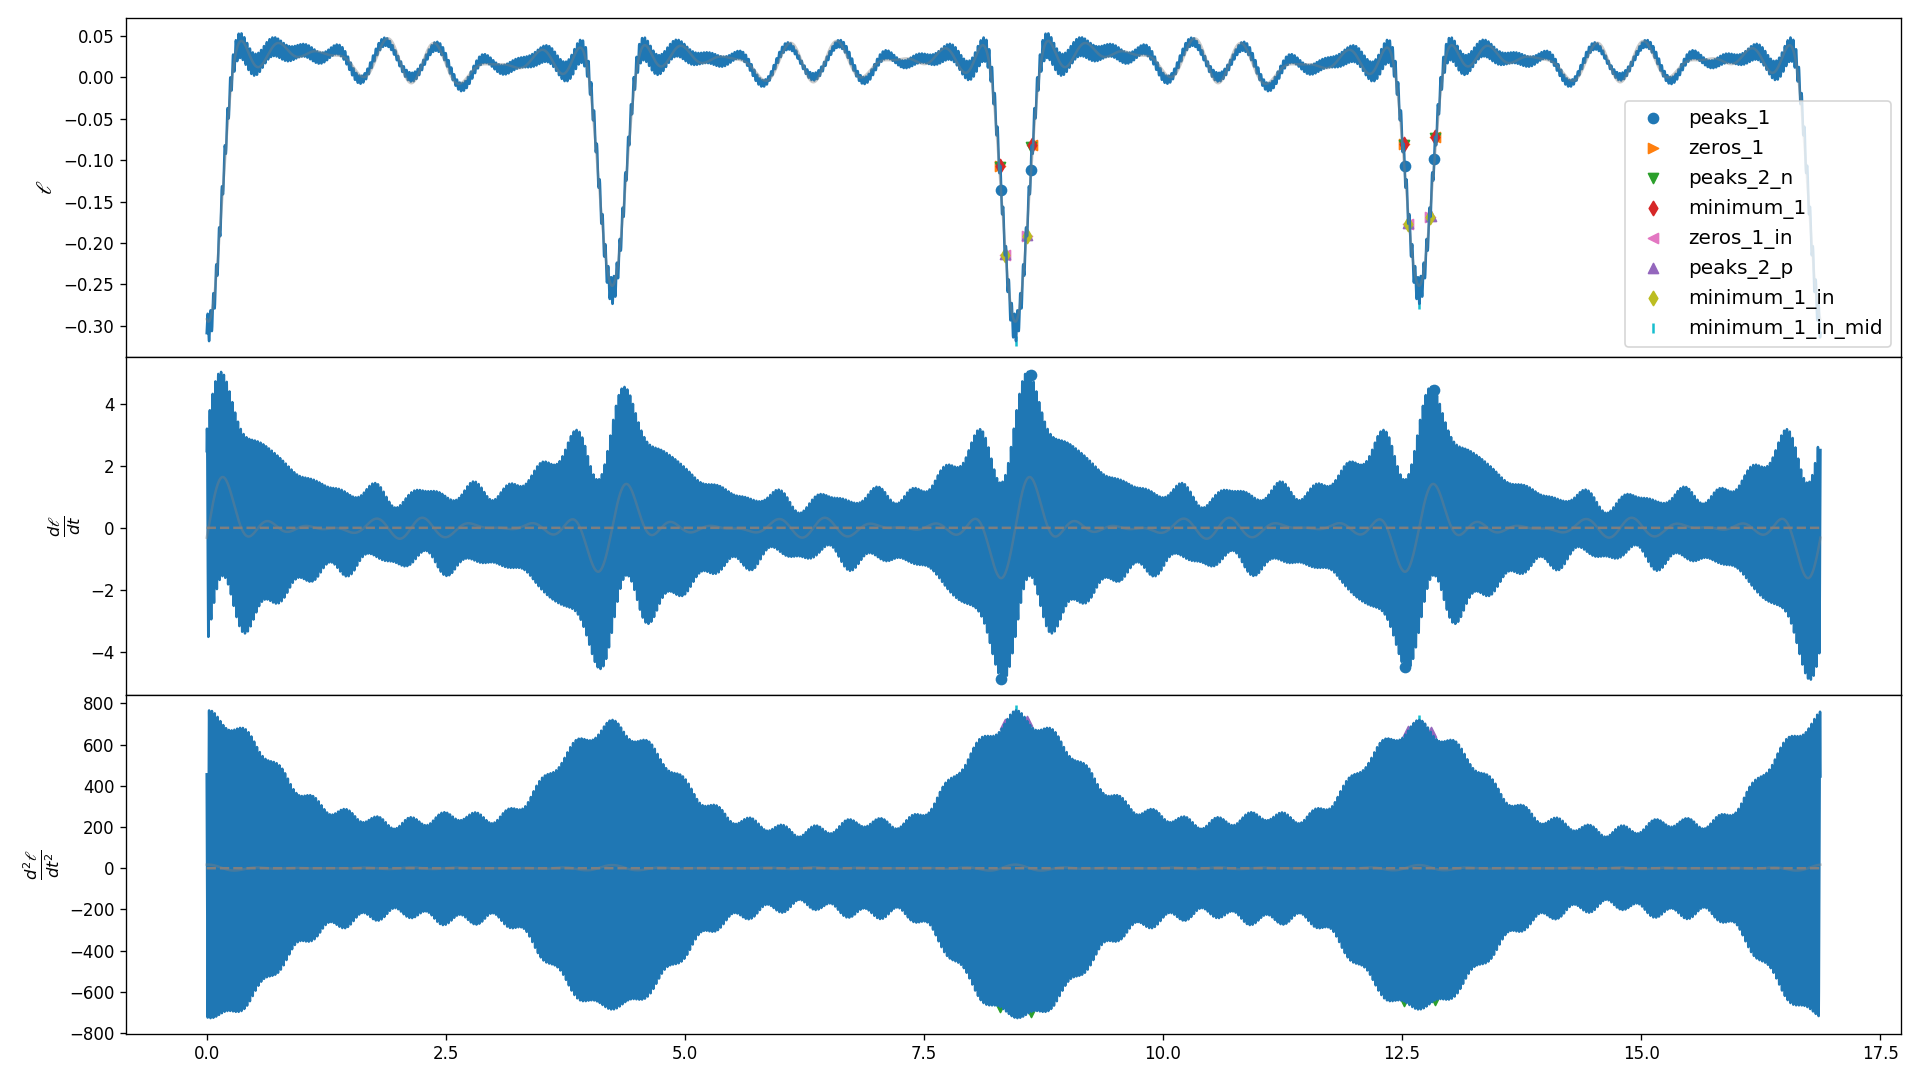 0.05
0.00
−0.05
−0.10
−0.15
−0.20
−0.25
−0.30
ℓ
peaks_1
zeros_1
peaks_2_n
minimum_1
zeros_1_in
peaks_2_p
minimum_1_in
minimum_1_in_mid
4
2
0
−2
−4
dℓ
dt
800
600
400
200
0
−200
−400
−600
−800
d²ℓ
dt²
0.0 2.5 5.0 7.5 10.0 12.5 15.0 17.5